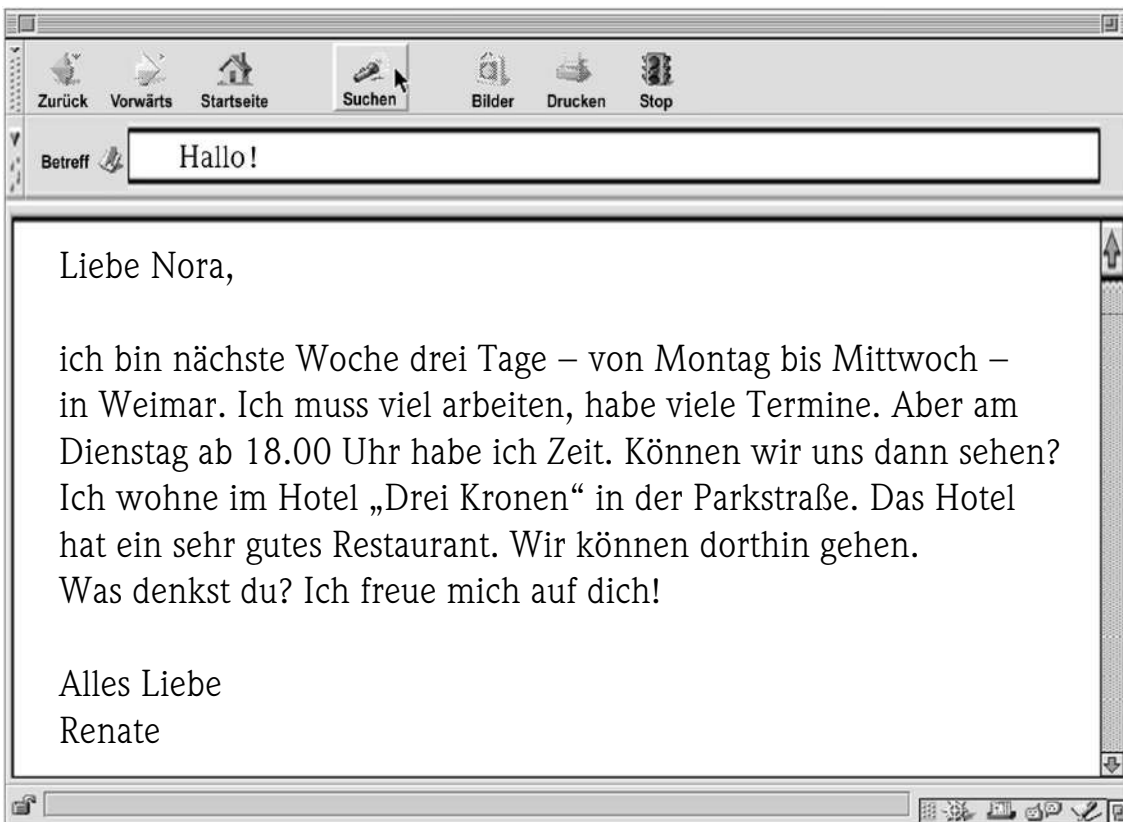 Zurück Vorwärts Startseite Suchen Bilder Drucken Stop
Betreff Hallo!
Liebe Nora,
ich bin nächste Woche drei Tage – von Montag bis Mittwoch –
in Weimar. Ich muss viel arbeiten, habe viele Termine. Aber am
Dienstag ab 18.00 Uhr habe ich Zeit. Können wir uns dann sehen?
Ich wohne im Hotel „Drei Kronen“ in der Parkstraße. Das Hotel
hat ein sehr gutes Restaurant. Wir können dorthin gehen.
Was denkst du? Ich freue mich auf dich!
Alles Liebe
Renate